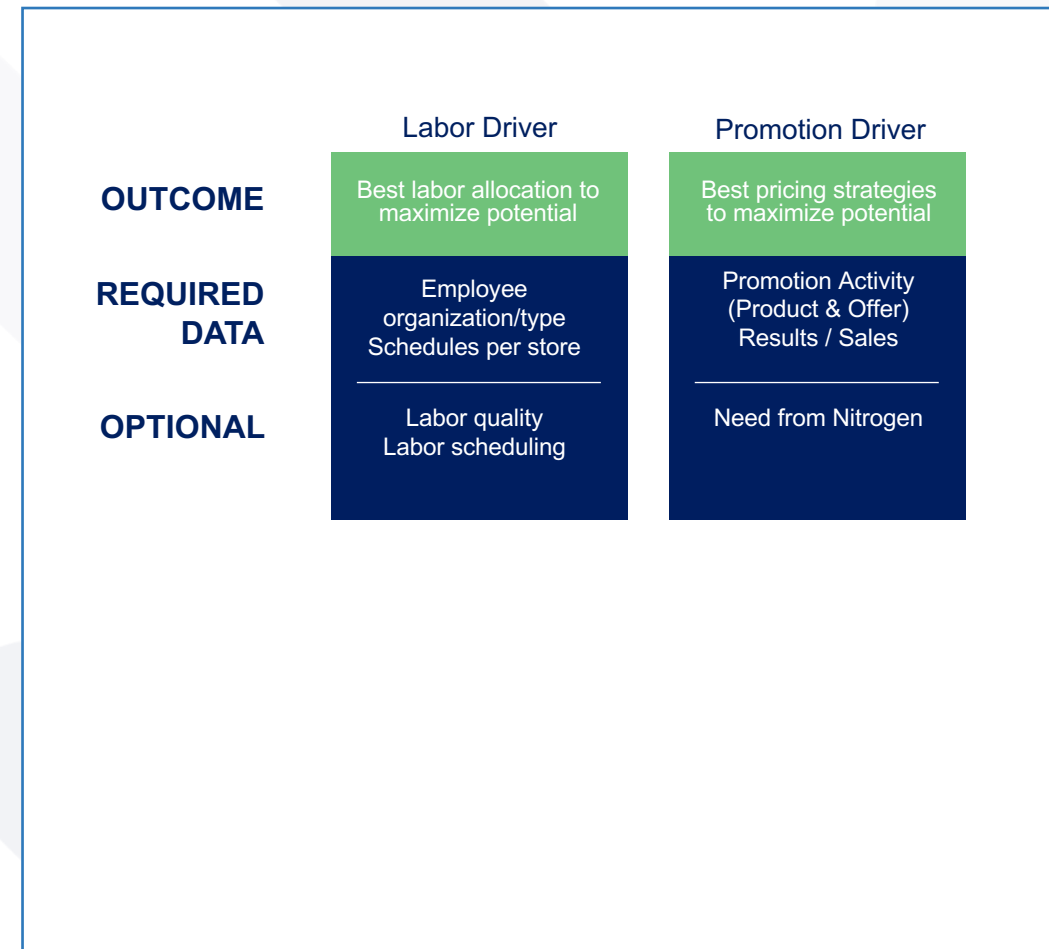 Labor Driver
Promotion Driver
OUTCOME
Best labor allocation to
maximize potential
Best pricing strategies
to maximize potential
REQUIRED
DATA
Employee
organization/type
Schedules per store
Promotion Activity
(Product & Offer)
Results / Sales
OPTIONAL
Labor quality
Labor scheduling
Need from Nitrogen